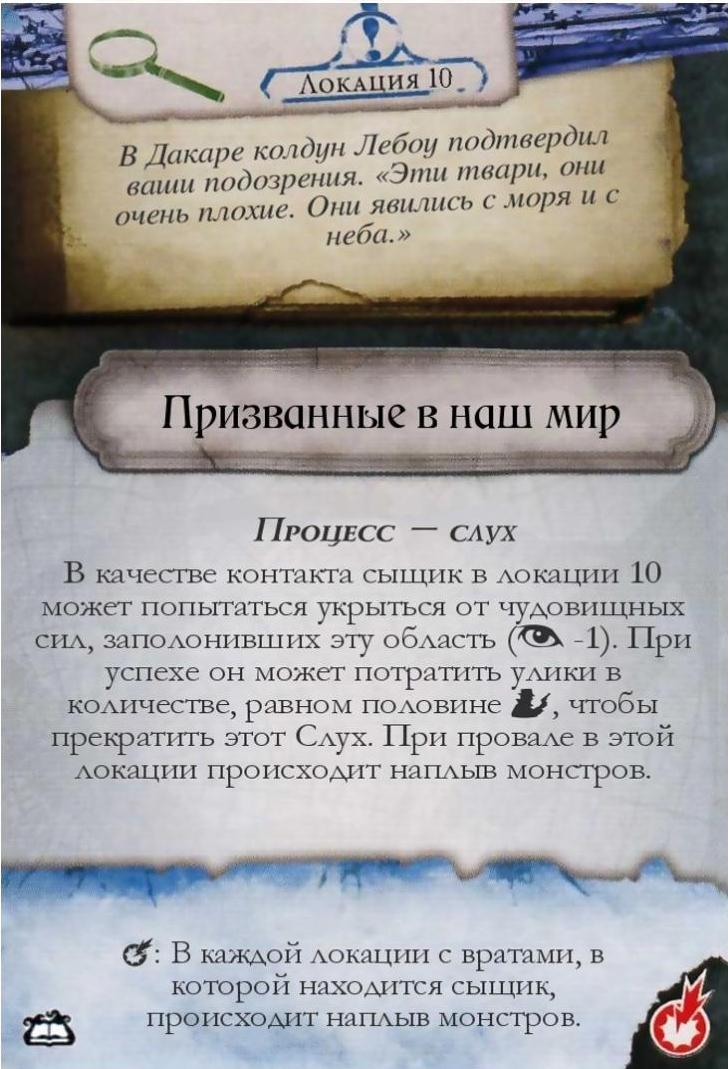 Локация 10
В Дакаре колдун Лебоу подтвердил
ваши подозрения. «Эти твари, они
очень плохие. Они явились с моря и с
неба.»
Призванные в наш мир
Процесс — слух
В качестве контакта сыщик в локации 10
может попытаться укрыться от чудовищных
сил, заполонивших эту область ( -1). При
успехе он может потратить улики в
количестве, равном половине , чтобы
прекратить этот Слух. При провале в этой
локации происходит наплыв монстров.
: В каждой локации с вратами, в
которой находится сыщик,
происходит наплыв монстров.